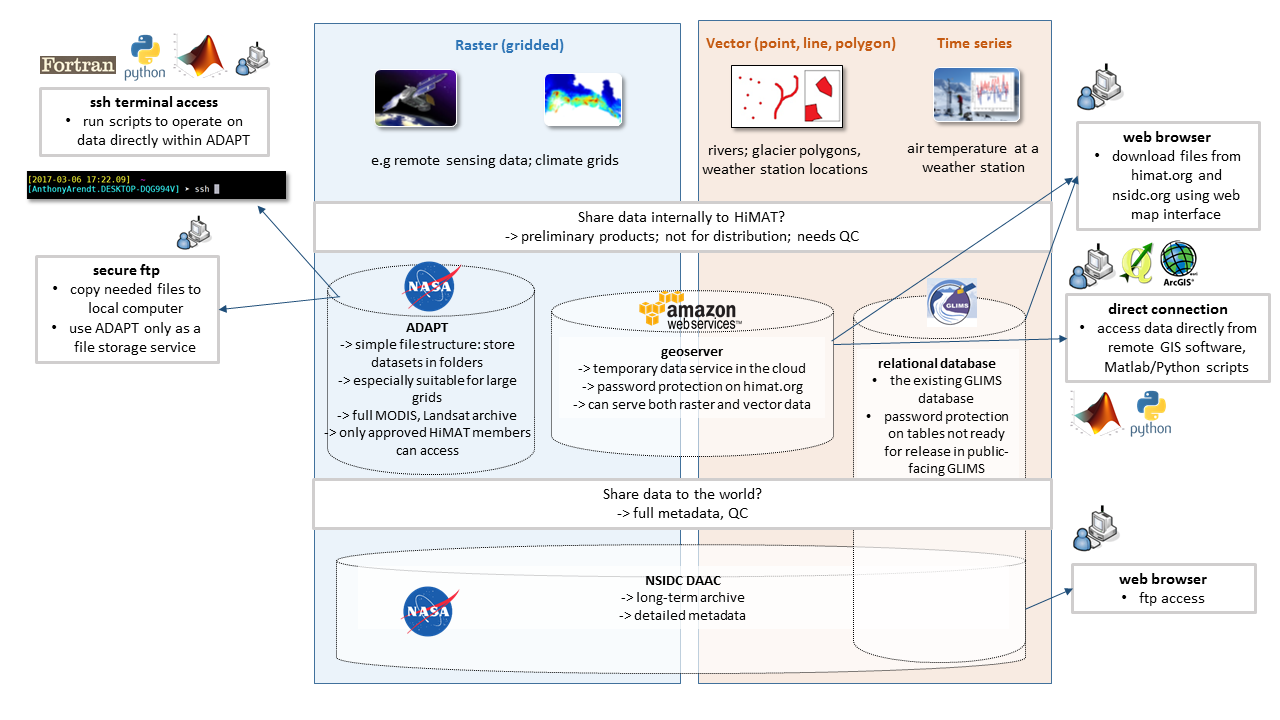 Fortran
python
ssh terminal access
• run scripts to operate on
data directly within ADAPT
[2017-03-06 17:22.09] ~
[AnthonyArendt.DESKTOP-DQG994V] ➤ ssh
secure ftp
• copy needed files to
local computer
• use ADAPT only as a
file storage service
Raster (gridded)
e.g remote sensing data; climate grids
Vector (point, line, polygon)
rivers; glacier polygons,
weather station locations
Time series
air temperature at a
weather station
Share data internally to HiMAT?
-> preliminary products; not for distribution; needs QC
NASA
ADAPT
-> simple file structure: store
datasets in folders
-> especially suitable for large
grids
-> full MODIS, Landsat archive
-> only approved HiMAT members
can access
amazon
webservices™
geoserver
-> temporary data service in the cloud
-> password protection on himat.org
-> can serve both raster and vector data
GLIMS
relational database
• the existing GLIMS
database
• password protection
on tables not ready
for release in public-
facing GLIMS
Share data to the world?
-> full metadata, QC
NASA
NSIDC DAAC
-> long-term archive
-> detailed metadata
web browser
• download files from
himat.org and
nsidc.org using web
map interface
ArcGIS®
direct connection
• access data directly from
remote GIS software,
Matlab/Python scripts
python
web browser
• ftp access